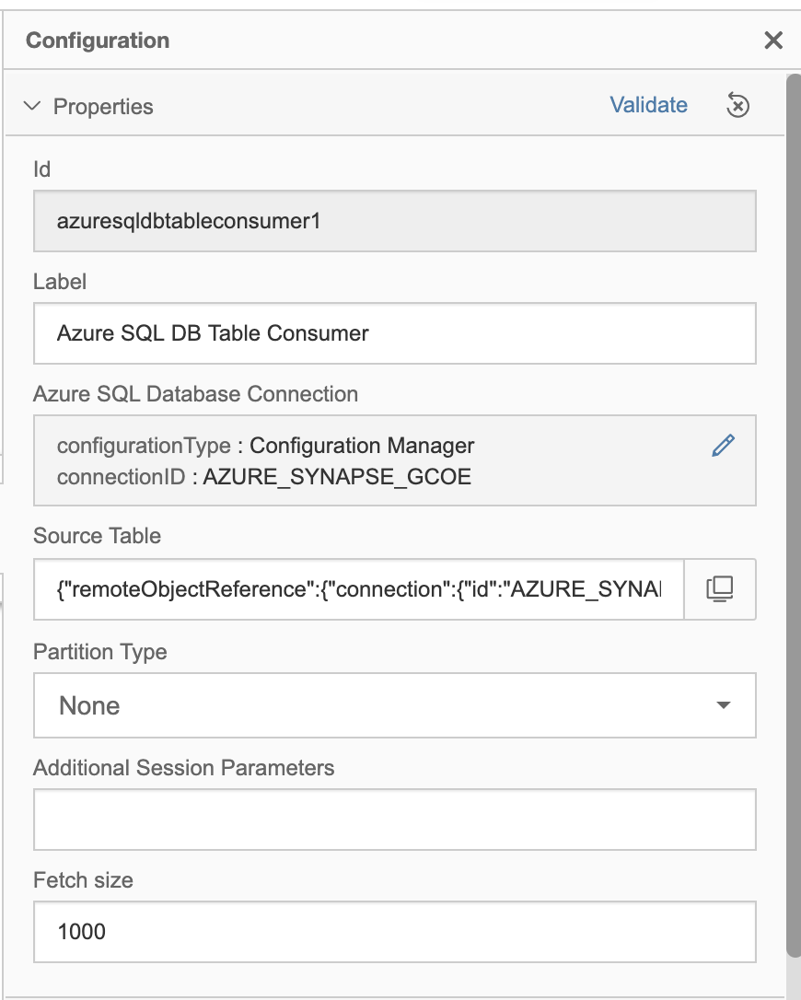 Configuration
Properties
Validate
Id
azuresqldbtableconsumer1
Label
Azure SQL DB Table Consumer
Azure SQL Database Connection
configurationType : Configuration Manager
connectionID : AZURE_SYNAPSE_GCOE
Source Table
{"remoteObjectReference":{"connection":{"id":"AZURE_SYNA
Partition Type
None
Additional Session Parameters
Fetch size
1000